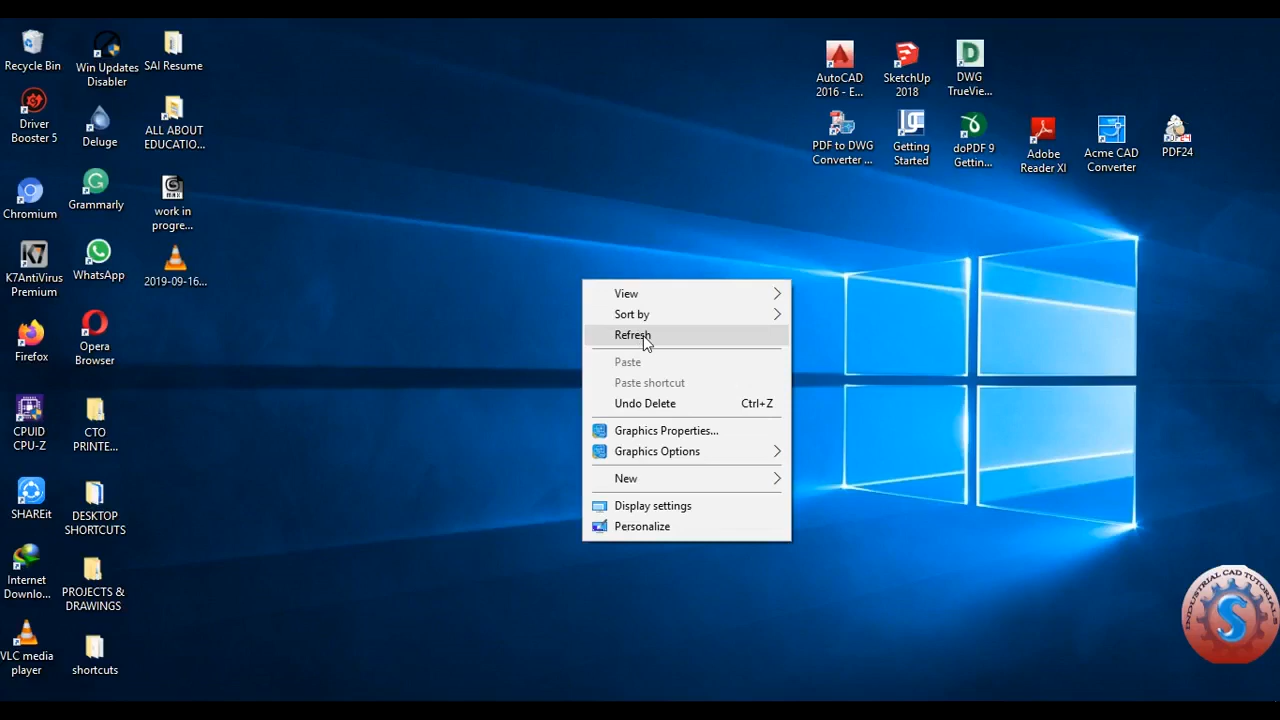 Recycle Bin
Win Updates
Disabler
SAI Resume
Driver
Booster 5
Deluge
ALL ABOUT
EDUCATIO...
Chromium
Grammarly
work in
progre...
K7AntiVirus
Premium
WhatsApp
2019-09-16...
Firefox
Opera
Browser
CPUID
CPU-Z
CTO
PRINTE...
SHAREit
DESKTOP
SHORTCUTS
Internet
Downlo...
PROJECTS &
DRAWINGS
VLC media
player
shortcuts
AutoCAD
2016 - E...
SketchUp
2018
DWG
TrueVie...
PDF to DWG
Converter ...
Getting
Started
doPDF 9
Gettin...
Adobe
Reader XI
Acme CAD
Converter
PDF24
View
Sort by
Refresh
Paste
Paste shortcut
Undo Delete Ctrl+Z
Graphics Properties...
Graphics Options
New
Display settings
Personalize
INDUSTRIAL CAD TUTORIALS
S